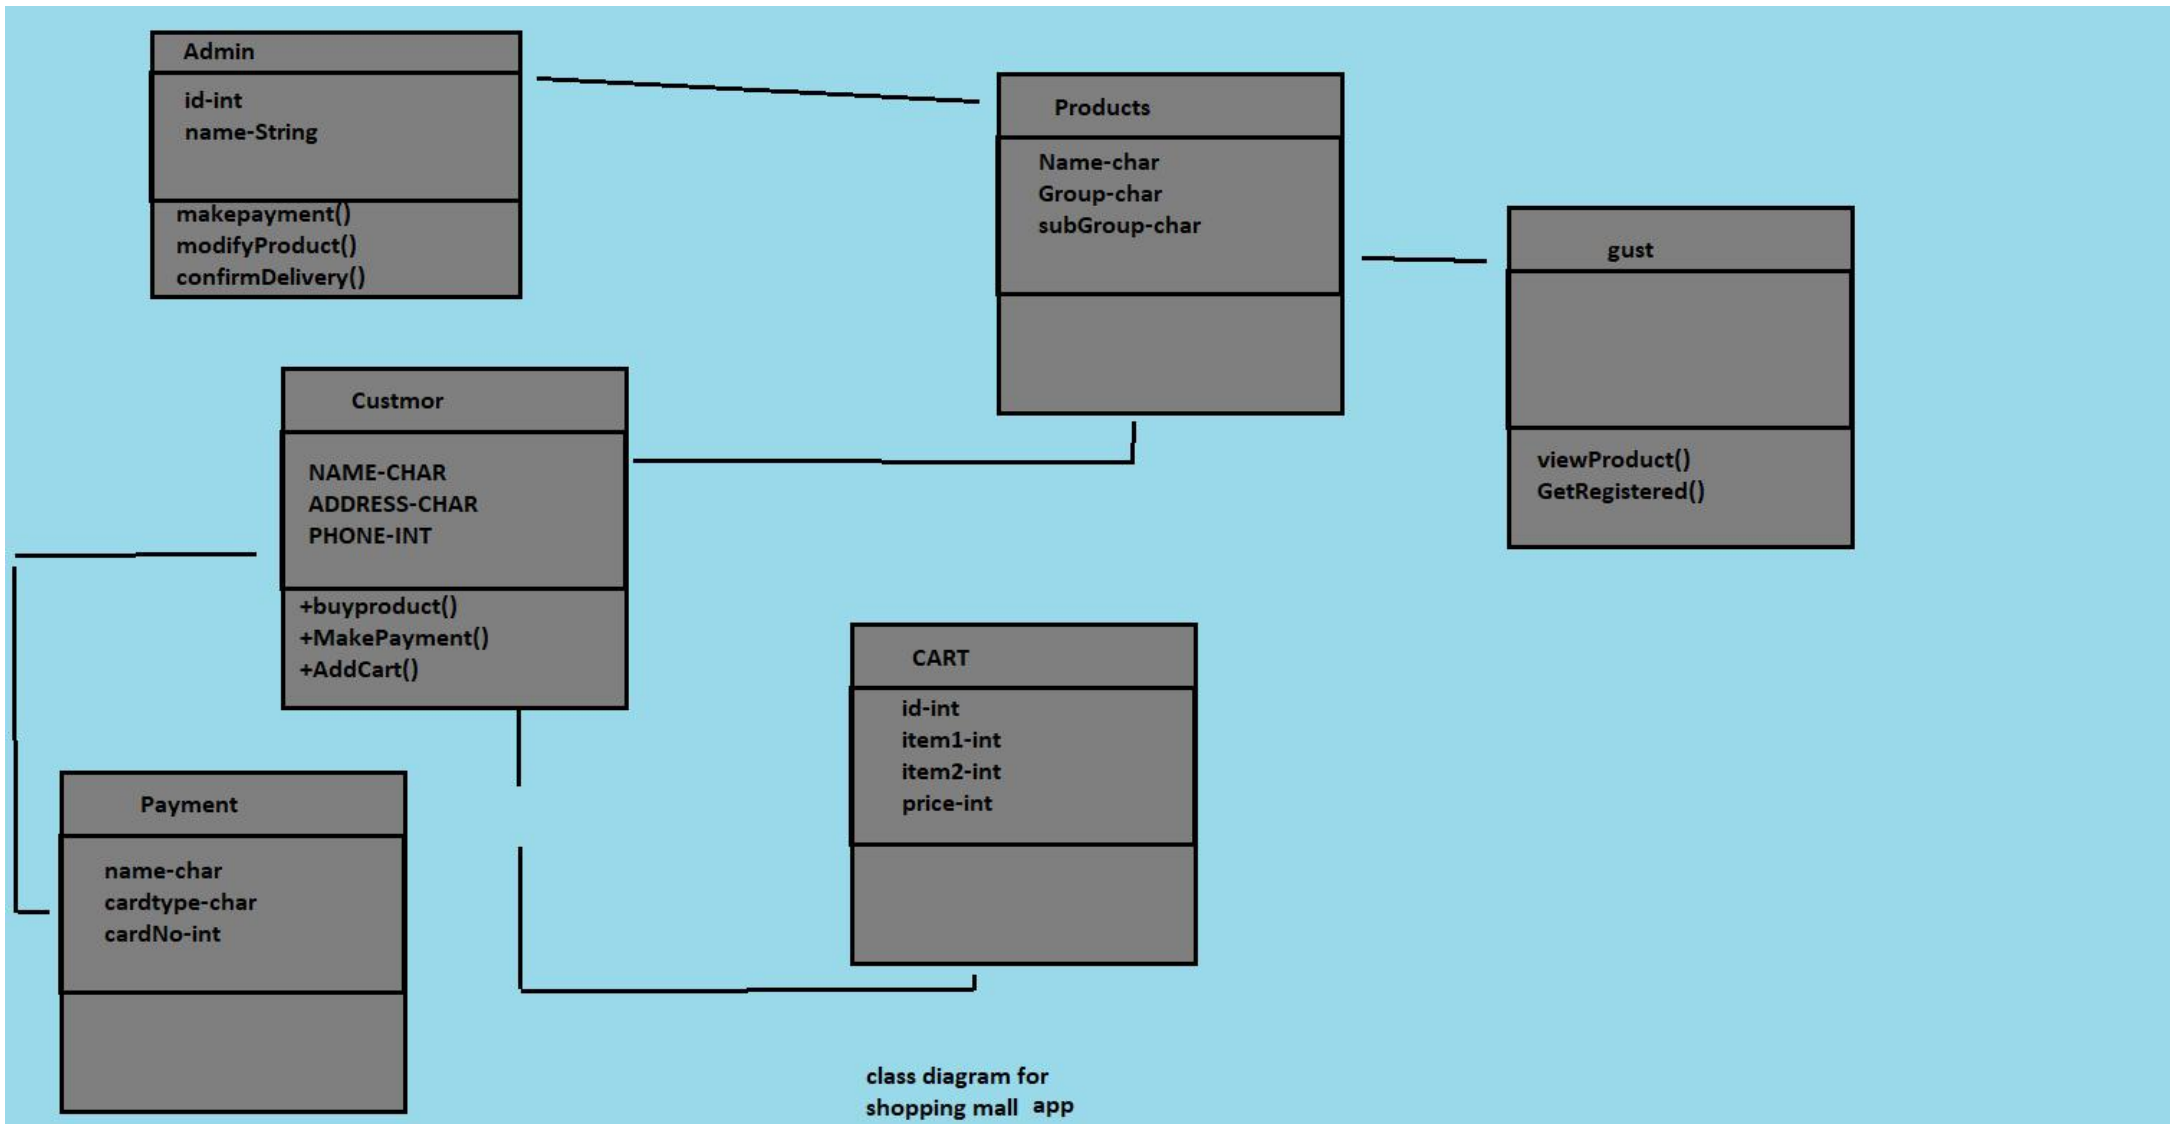 Admin
id-int
name-String
makepayment()
modifyProduct()
confirmDelivery()
Products
Name-char
Group-char
subGroup-char
gust
viewProduct()
GetRegistered()
Custmor
NAME-CHAR
ADDRESS-CHAR
PHONE-INT
+buyproduct()
+MakePayment()
+AddCart()
CART
id-int
item1-int
item2-int
price-int
Payment
name-char
cardtype-char
cardNo-int
class diagram for
shopping mall app